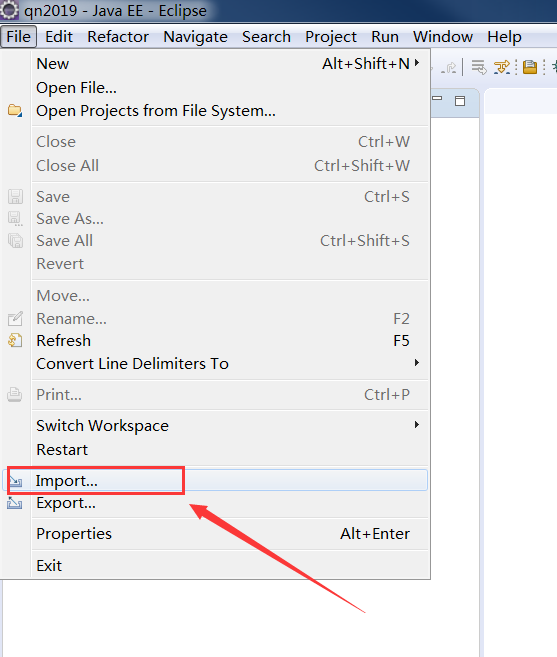 qn2019 - Java EE - Eclipse
File Edit Refactor Navigate Search Project Run Window Help
New Alt+Shift+N
Open File...
Open Projects from File System...
Close Ctrl+W
Close All Ctrl+Shift+W
Save Ctrl+S
Save As...
Save All Ctrl+Shift+S
Revert
Move...
Rename... F2
Refresh F5
Convert Line Delimiters To
Print... Ctrl+P
Switch Workspace
Restart
Import...
Export...
Properties Alt+Enter
Exit